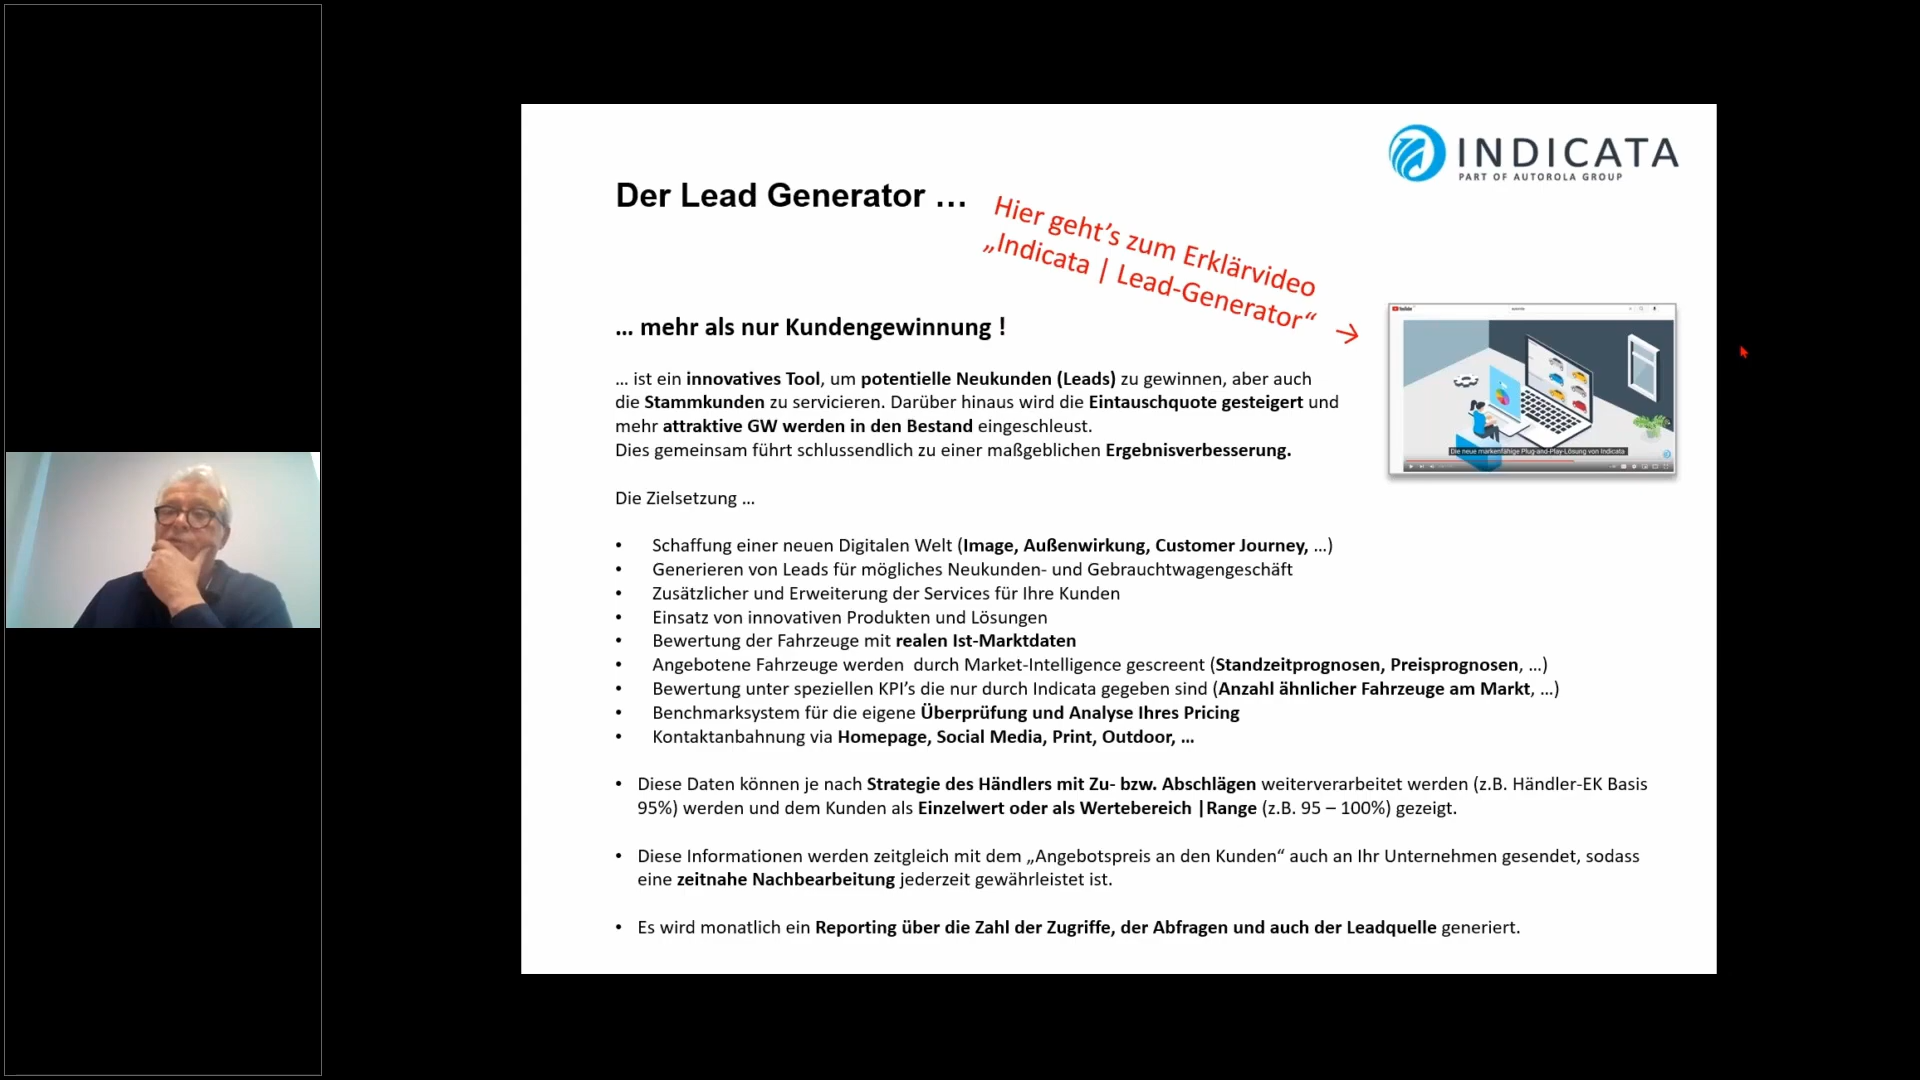 INDICATA
PART OF AUTOROLA GROUP
Der Lead Generator …
Hier geht’s zum Erklärvideo
„Indicata | Lead-Generator“ →
… mehr als nur Kundengewinnung !
YouTube
Die neue markenfähige Plug-and-Play-Lösung von Indicata
… ist ein innovatives Tool, um potentielle Neukunden (Leads) zu gewinnen, aber auch
die Stammkunden zu servicieren. Darüber hinaus wird die Eintauschquote gesteigert und
mehr attraktive GW werden in den Bestand eingeschleust.
Dies gemeinsam führt schlussendlich zu einer maßgeblichen Ergebnisverbesserung.
Die Zielsetzung …
• Schaffung einer neuen Digitalen Welt (Image, Außenwirkung, Customer Journey, …)
• Generieren von Leads für mögliches Neukunden- und Gebrauchtwagengeschäft
• Zusätzlicher und Erweiterung der Services für Ihre Kunden
• Einsatz von innovativen Produkten und Lösungen
• Bewertung der Fahrzeuge mit realen Ist-Marktdaten
• Angebotene Fahrzeuge werden  durch Market-Intelligence gescreent (Standzeitprognosen, Preisprognosen, …)
• Bewertung unter speziellen KPI’s die nur durch Indicata gegeben sind (Anzahl ähnlicher Fahrzeuge am Markt, …)
• Benchmarksystem für die eigene Überprüfung und Analyse Ihres Pricing
• Kontaktanbahnung via Homepage, Social Media, Print, Outdoor, …
• Diese Daten können je nach Strategie des Händlers mit Zu- bzw. Abschlägen weiterverarbeitet werden (z.B. Händler-EK Basis
95%) werden und dem Kunden als Einzelwert oder als Wertebereich |Range (z.B. 95 – 100%) gezeigt.
• Diese Informationen werden zeitgleich mit dem „Angebotspreis an den Kunden“ auch an Ihr Unternehmen gesendet, sodass
eine zeitnahe Nachbearbeitung jederzeit gewährleistet ist.
• Es wird monatlich ein Reporting über die Zahl der Zugriffe, der Abfragen und auch der Leadquelle generiert.